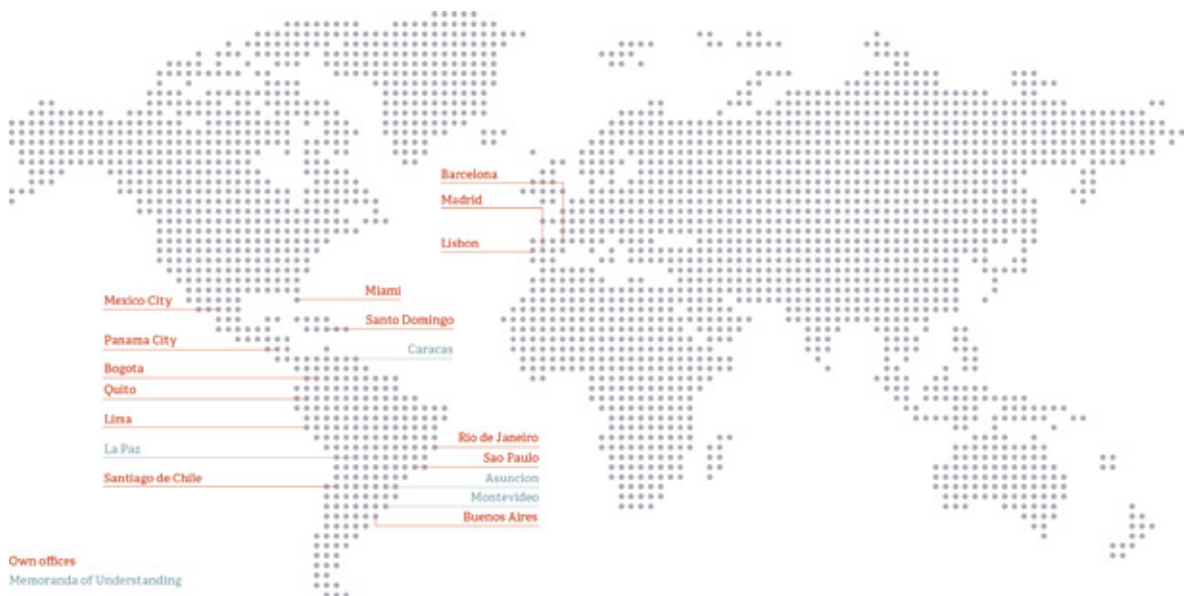 Barcelona
Madrid
Lisbon
Miami
Mexico City
Santo Domingo
Panama City
Caracas
Bogota
Quito
Lima
Rio de Janeiro
La Paz
Sao Paulo
Santiago de Chile
Asuncion
Montevideo
Buenos Aires
Own offices
Memoranda of Understanding